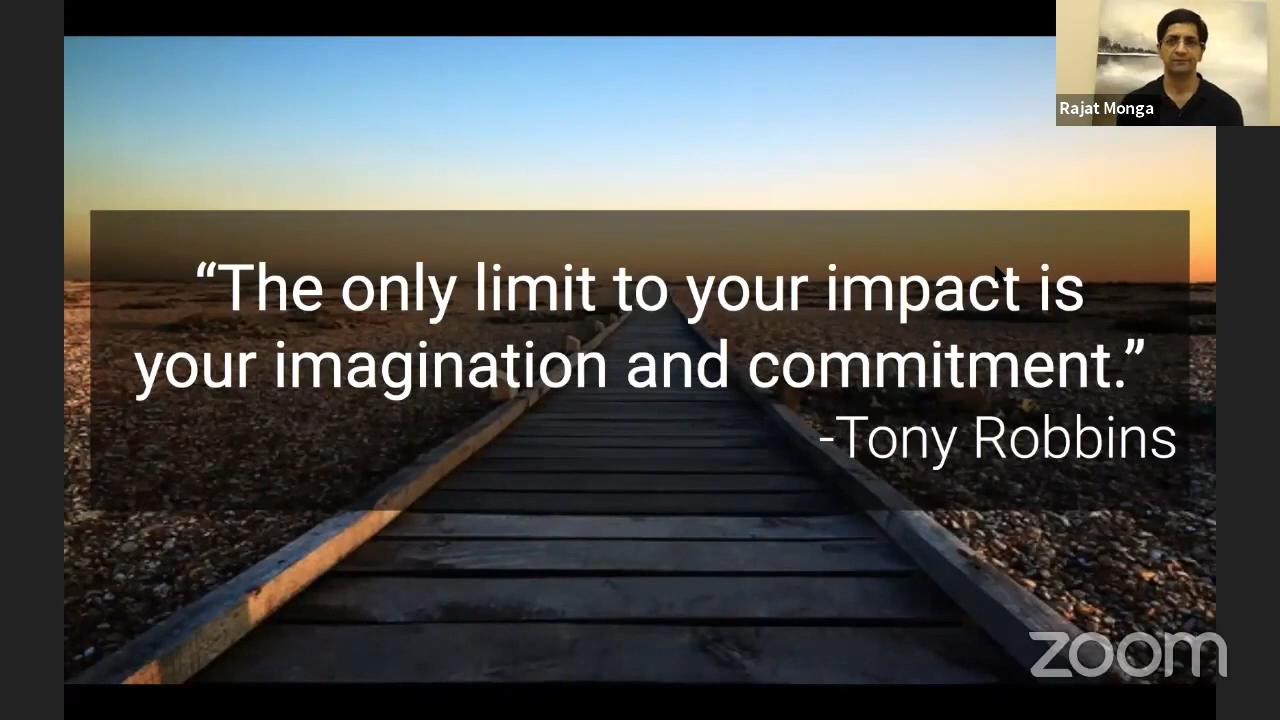 Rajat Monga
“The only limit to your impact is
your imagination and commitment.”
-Tony Robbins
zoom